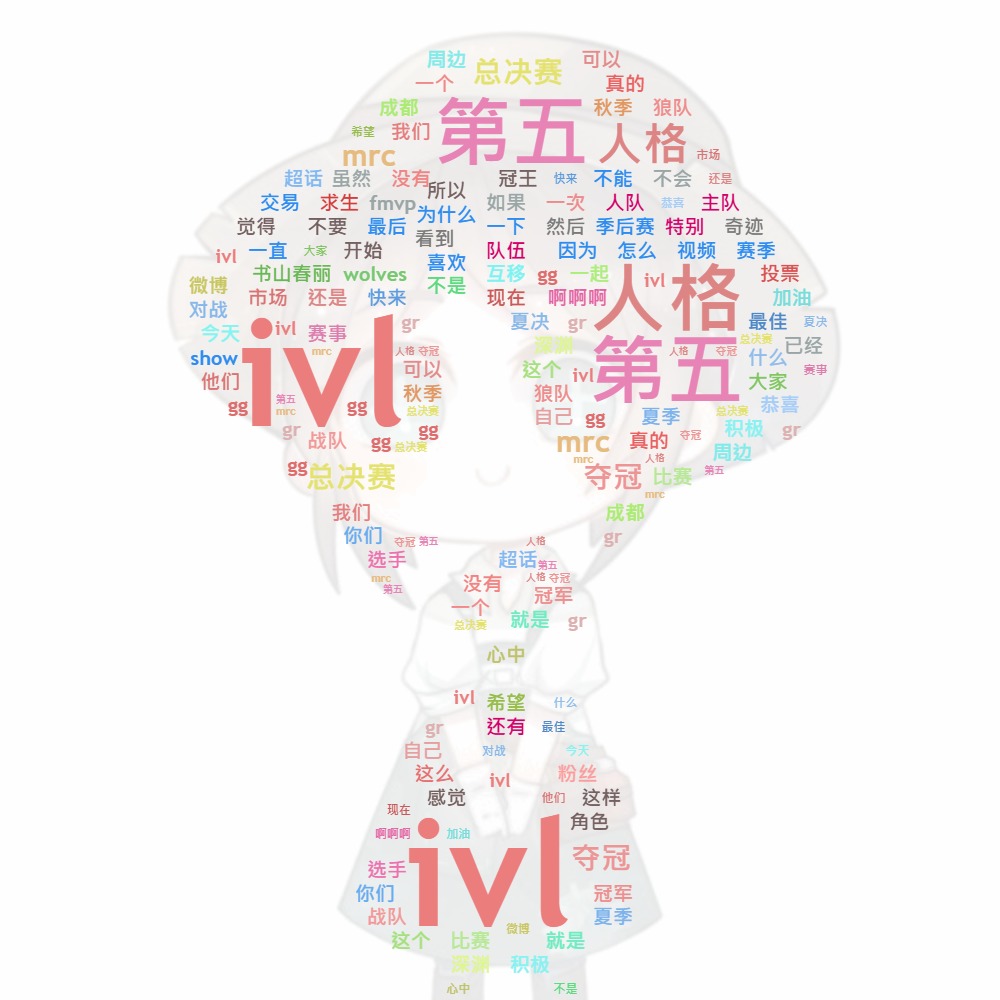 周边 总决赛 可以
一个 真的
成都 第五 秋季 狼队
希望 我们 人格
mrc 市场
超话 虽然 没有 冠王 快来 不能 不会 还是
所以
交易 求生 fmvp 如果 一次 人队 恭喜 主队
为什么
觉得 不要 最后 一下 然后 季后赛 特别 奇迹
看到
ivl 一直 大家 开始 队伍 因为 怎么 视频 赛季
喜欢
书山春丽 wolves 互移 gg 一起 ivl 人格 投票
微博 不是
市场 还是 快来 现在 啊啊啊 加油
对战
ivl 赛事 gr 夏决 gr 最佳 夏决
今天 深渊 第五 总决赛 已经
show ivl mrc 人格 夺冠 人格 夺冠 什么
可以 这个 ivl 赛事
他们 秋季 狼队 大家
gg 第五 mrc gg 总决赛 自己 gg 夏季 总决赛 恭喜
gr 战队 gg gg 总决赛 mrc 真的 夺冠 积极 gr
周边
gg 总决赛 mrc 人格 夺冠 比赛 第五
mrc
我们 成都
你们 夺冠 第五 人格 gr
选手 超话 第五
mrc 第五 没有 人格 夺冠
冠军
一个
总决赛 就是 gr
心中
ivl 希望 什么
gr 还有 最佳
自己 对战 今天
这么 ivl 粉丝
感觉 他们 这样
现在 角色
啊啊啊 ivl 加油
夺冠
选手
你们 冠军
战队 夏季
微博
这个 比赛 就是
深渊 积极
心中 不是